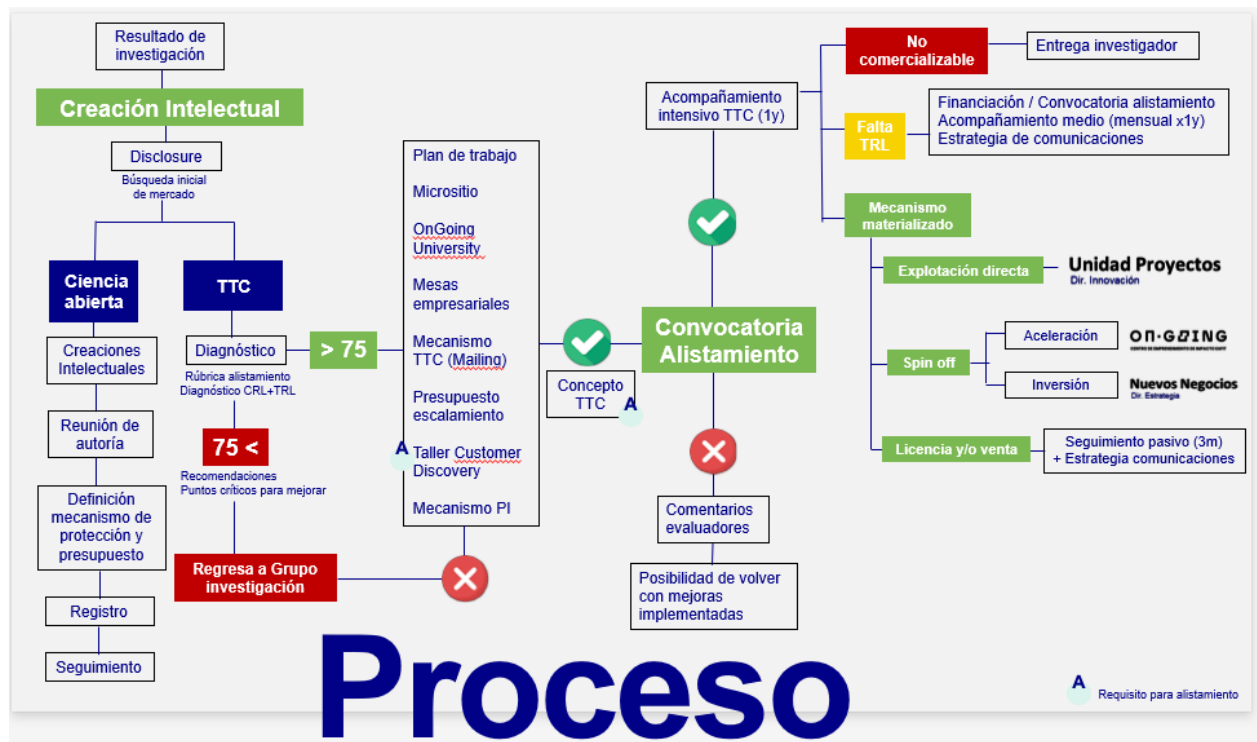 Resultado de
investigación
Creación Intelectual
Disclosure
Búsqueda inicial
de mercado
Ciencia
abierta
Creaciones
Intelectuales
Reunión de
autoría
Definición
mecanismo de
protección y
presupuesto
Registro
Seguimiento
TTC
Diagnóstico
Rúbrica alistamiento
Diagnóstico CRL+TRL
> 75
75 <
Recomendaciones
Puntos críticos para mejorar
Regresa a Grupo
investigación
Plan de trabajo
Micrositio
OnGoing
University
Mesas
empresariales
Mecanismo
TTC (Mailing)
Presupuesto
escalamiento
A
Taller Customer
Discovery
Mecanismo PI
Concepto
TTC
A
Convocatoria
Alistamiento
Acompañamiento
intensivo TTC (1y)
Comentarios
evaluadores
Posibilidad de volver
con mejoras
implementadas
No
comercializable
Entrega investigador
Falta
TRL
Financiación / Convocatoria alistamiento
Acompañamiento medio (mensual x1y)
Estrategia de comunicaciones
Mecanismo
materializado
Explotación directa
Unidad Proyectos
Dir. Innovación
Spin off
Aceleración
ON·GOING
CENTRO DE EMPRENDIMIENTO DE IMPACTO EAFIT
Inversión
Nuevos Negocios
Dir. Estrategia
Licencia y/o venta
Seguimiento pasivo (3m)
+ Estrategia comunicaciones
Proceso
A
Requisito para alistamiento